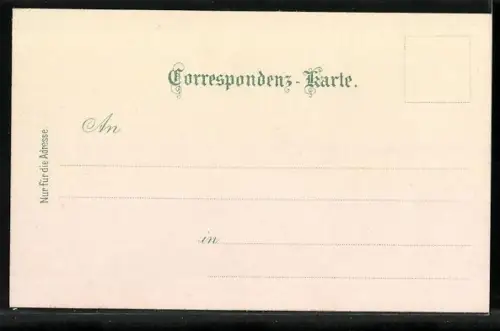 Correspondenz-Karte.
An
Nur für die Adresse.
in